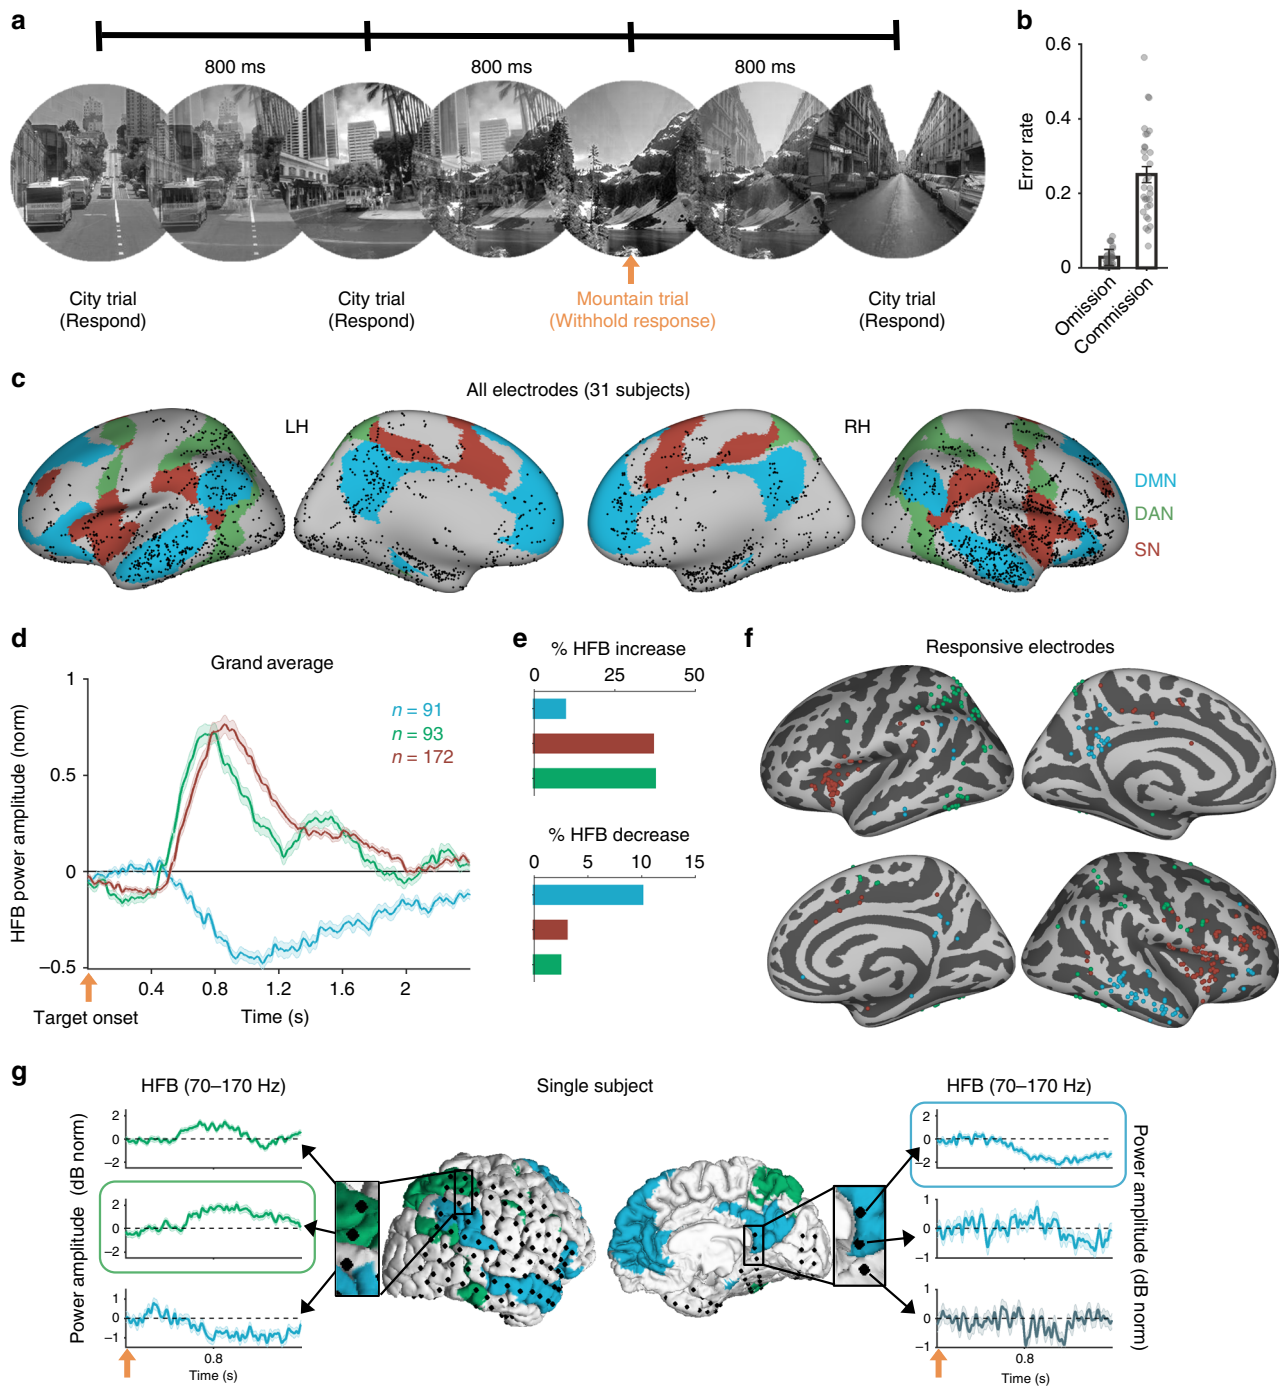 a
800 ms
800 ms
800 ms
City trial
(Respond)
City trial
(Respond)
Mountain trial
(Withhold response)
City trial
(Respond)
b
Error rate
0.6
0.4
0.2
0
Omission
Commission
c
All electrodes (31 subjects)
LH
RH
DMN
DAN
SN
d
Grand average
HFB power amplitude (norm)
1
0.5
0
−0.5
n = 91
n = 93
n = 172
0.4
0.8
1.2
1.6
2
Target onset
Time (s)
e
% HFB increase
0
25
50
% HFB decrease
0
5
10
15
f
Responsive electrodes
g
HFB (70–170 Hz)
Single subject
HFB (70–170 Hz)
Power amplitude (dB norm)
2
0
−2
2
0
−2
1
0
−1
0.8
Time (s)
2
0
−2
1
0
−1
1
0
−1
0.8
Time (s)
Power amplitude (dB norm)